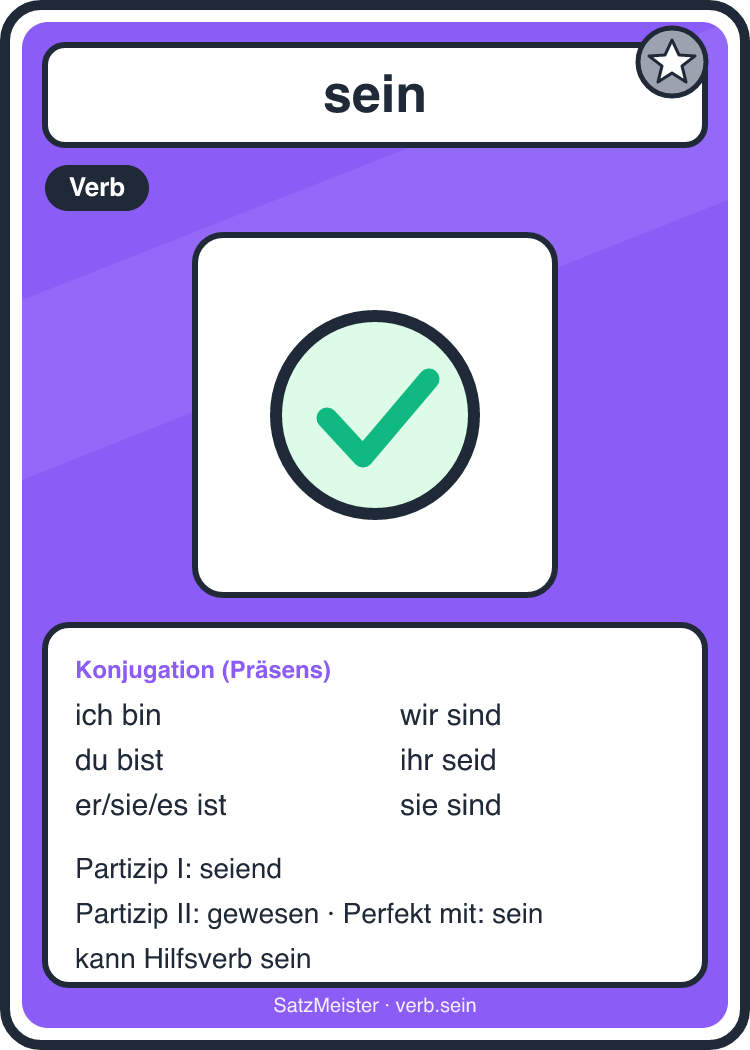 sein
Verb
Konjugation (Präsens)
ich bin
wir sind
du bist
ihr seid
er/sie/es ist
sie sind
Partizip I: seiend
Partizip II: gewesen · Perfekt mit: sein
kann Hilfsverb sein
SatzMeister · verb.sein